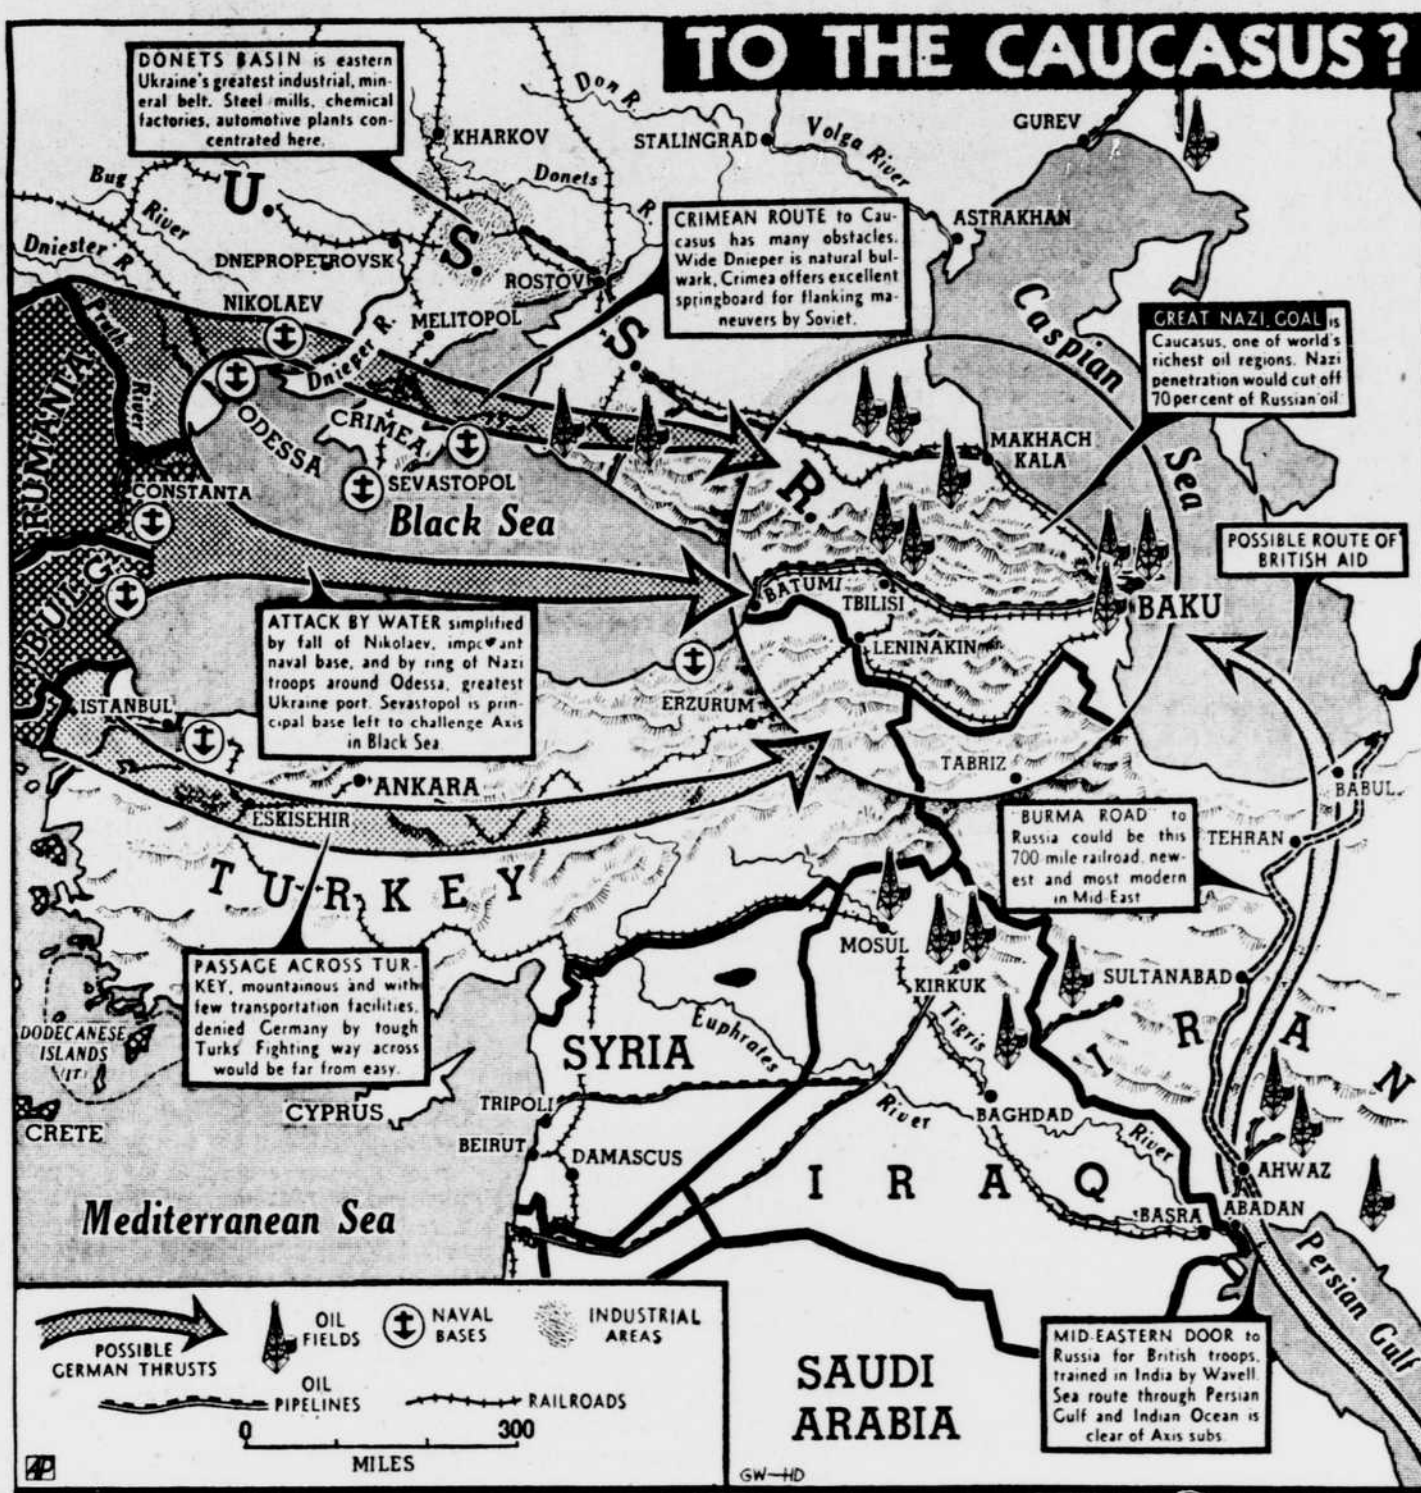 TO THE CAUCASUS?
DONETS BASIN is eastern
Ukraine's greatest industrial, min-
eral belt. Steel mills, chemical
factories, automotive plants con-
centrated here.
Don R.
STALINGRAD
Volga River
GUREV
KHARKOV
Donets
R.
Bug
River
U.
S.
S.
R.
Dniester R.
DNEPROPETROVSK
ROSTOV
ASTRAKHAN
CRIMEAN ROUTE to Cau-
casus has many obstacles.
Wide Dnieper is natural bul-
wark, Crimea offers excellent
springboard for flanking ma-
neuvers by Soviet.
NIKOLAEV
MELITOPOL
Dnieper R.
Pruth
River
RUMANIA
ODESSA
CRIMEA
SEVASTOPOL
Caspian
Sea
GREAT NAZI GOAL is
Caucasus, one of world's
richest oil regions. Nazi
penetration would cut off
70 percent of Russian oil
MAKHACH
KALA
CONSTANTA
Black Sea
BULG
POSSIBLE ROUTE OF
BRITISH AID
BATUMI
TBILISI
BAKU
LENINAKIN
ATTACK BY WATER simplified
by fall of Nikolaev, important
naval base, and by ring of Nazi
troops around Odessa, greatest
Ukraine port. Sevastopol is prin-
cipal base left to challenge Axis
in Black Sea.
ISTANBUL
ERZURUM
TABRIZ
ANKARA
ESKISEHIR
BABUL
TEHRAN
"BURMA ROAD" to
Russia could be this
700-mile railroad, new-
est and most modern
in Mid-East
TURKEY
MOSUL
KIRKUK
SULTANABAD
PASSAGE ACROSS TUR-
KEY, mountainous and with
few transportation facilities,
denied Germany by tough
Turks. Fighting way across
would be far from easy.
DODECANESE
ISLANDS
(IT.)
Euphrates
River
Tigris
River
SYRIA
IRAN
CYPRUS
TRIPOLI
CRETE
BEIRUT
DAMASCUS
BAGHDAD
IRAQ
AHWAZ
ABADAN
BASRA
Mediterranean Sea
Persian Gulf
POSSIBLE
GERMAN THRUSTS
OIL
FIELDS
NAVAL
BASES
INDUSTRIAL
AREAS
OIL
PIPELINES
RAILROADS
0 300
MILES
SAUDI
ARABIA
MID-EASTERN DOOR to
Russia for British troops,
trained in India by Wavell.
Sea route through Persian
Gulf and Indian Ocean is
clear of Axis subs.
AP
GW-HD